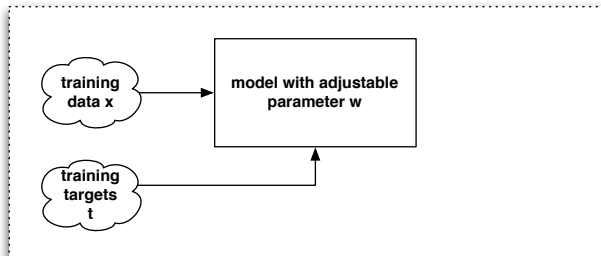 training
data x
model with adjustable
parameter w
training
targets
t